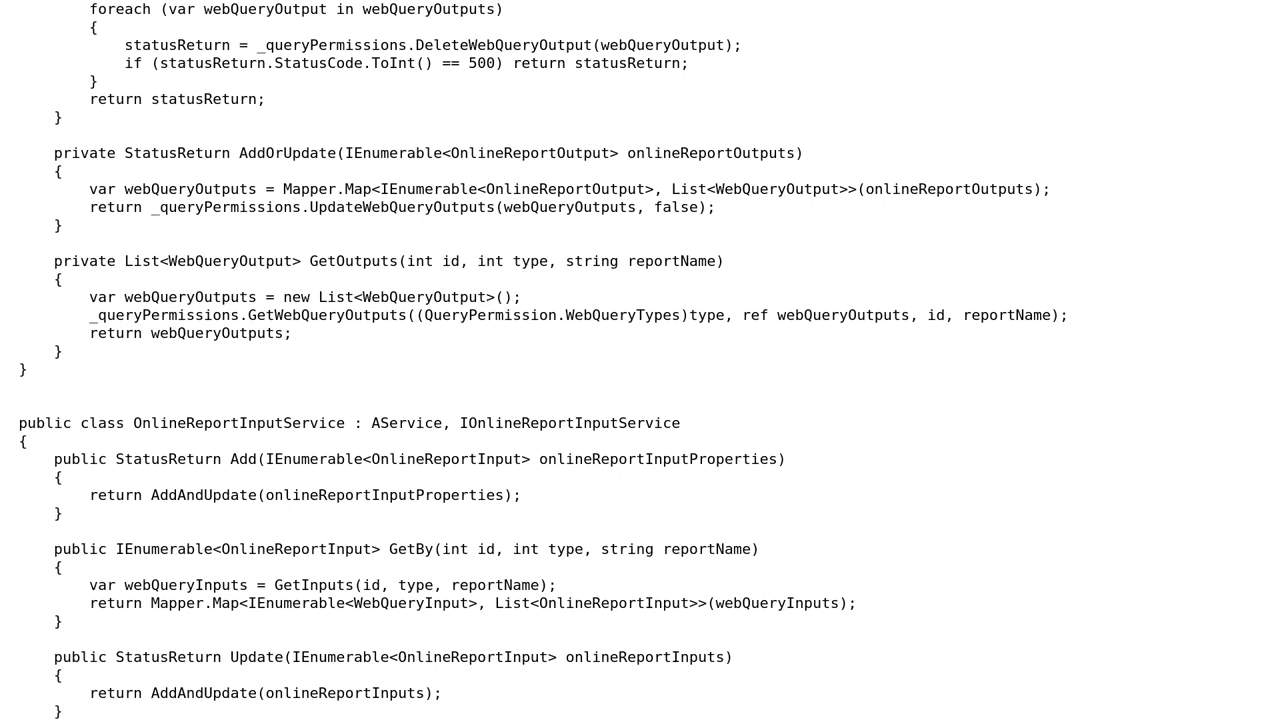 foreach (var webQueryOutput in webQueryOutputs)
{
statusReturn = _queryPermissions.DeleteWebQueryOutput(webQueryOutput);
if (statusReturn.StatusCode.ToInt() == 500) return statusReturn;
}
return statusReturn;
}
private StatusReturn AddOrUpdate(IEnumerable<OnlineReportOutput> onlineReportOutputs)
{
var webQueryOutputs = Mapper.Map<IEnumerable<OnlineReportOutput>, List<WebQueryOutput>>(onlineReportOutputs);
return _queryPermissions.UpdateWebQueryOutputs(webQueryOutputs, false);
}
private List<WebQueryOutput> GetOutputs(int id, int type, string reportName)
{
var webQueryOutputs = new List<WebQueryOutput>();
_queryPermissions.GetWebQueryOutputs((QueryPermission.WebQueryTypes)type, ref webQueryOutputs, id, reportName);
return webQueryOutputs;
}
}
public class OnlineReportInputService : AService, IOnlineReportInputService
{
public StatusReturn Add(IEnumerable<OnlineReportInput> onlineReportInputProperties)
{
return AddAndUpdate(onlineReportInputProperties);
}
public IEnumerable<OnlineReportInput> GetBy(int id, int type, string reportName)
{
var webQueryInputs = GetInputs(id, type, reportName);
return Mapper.Map<IEnumerable<WebQueryInput>, List<OnlineReportInput>>(webQueryInputs);
}
public StatusReturn Update(IEnumerable<OnlineReportInput> onlineReportInputs)
{
return AddAndUpdate(onlineReportInputs);
}